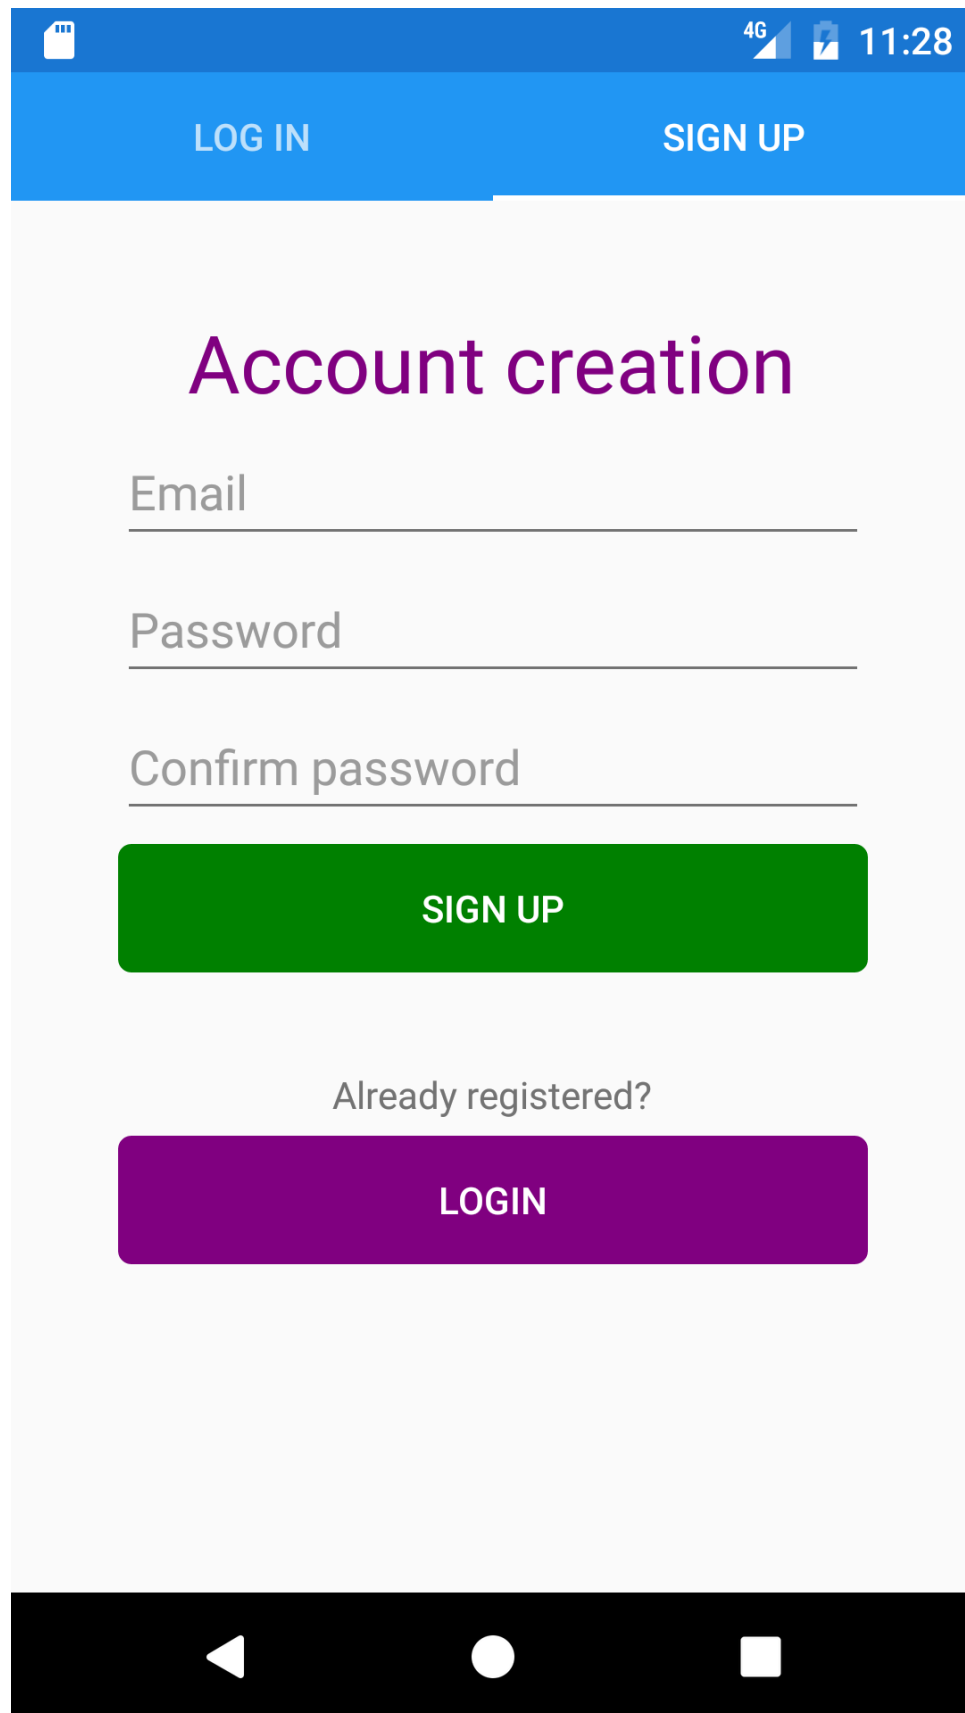 4G 11:28
LOG IN SIGN UP
Account creation
Email
Password
Confirm password
SIGN UP
Already registered?
LOGIN